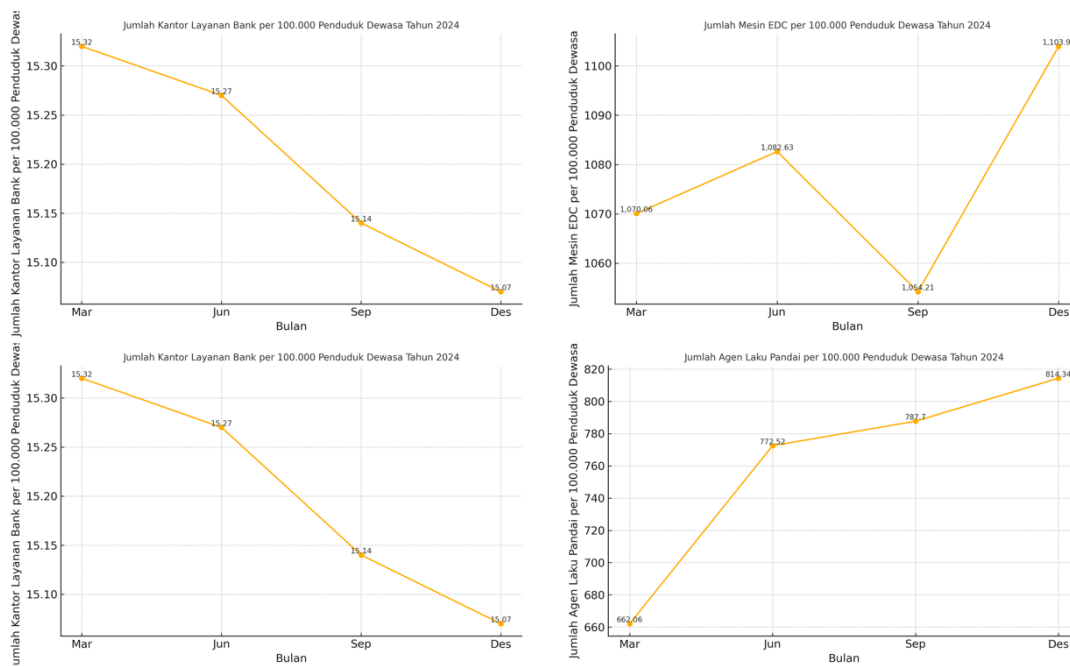 Jumlah Kantor Layanan Bank per 100.000 Penduduk Dewasa Tahun 2024
Jumlah Kantor Layanan Bank per 100.000 Penduduk Dewas
15.30
15.25
15.20
15.15
15.10
15.32
15.27
15.14
15.07
Mar Jun Sep Des
Bulan
Jumlah Mesin EDC per 100.000 Penduduk Dewasa Tahun 2024
Jumlah Mesin EDC per 100.000 Penduduk Dewasa
1100
1090
1080
1070
1060
1,070.06
1,082.63
1,054.21
1,103.9
Mar Jun Sep Des
Bulan
Jumlah Kantor Layanan Bank per 100.000 Penduduk Dewasa Tahun 2024
umlah Kantor Layanan Bank per 100.000 Penduduk Dewas
15.30
15.25
15.20
15.15
15.10
15.32
15.27
15.14
15.07
Mar Jun Sep Des
Bulan
Jumlah Agen Laku Pandai per 100.000 Penduduk Dewasa Tahun 2024
Jumlah Agen Laku Pandai per 100.000 Penduduk Dewasa
820
800
780
760
740
720
700
680
660
662.06
772.52
787.7
814.34
Mar Jun Sep Des
Bulan